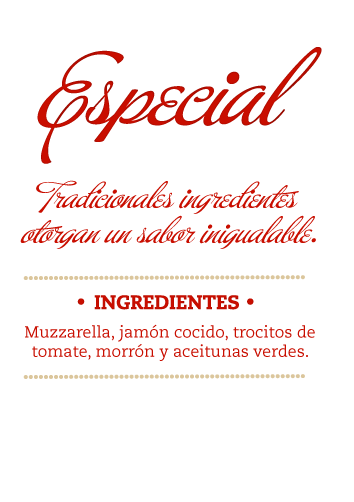 Especial
Tradicionales ingredientes
otorgan un sabor inigualable.
• INGREDIENTES •
Muzzarella, jamón cocido, trocitos de
tomate, morrón y aceitunas verdes.